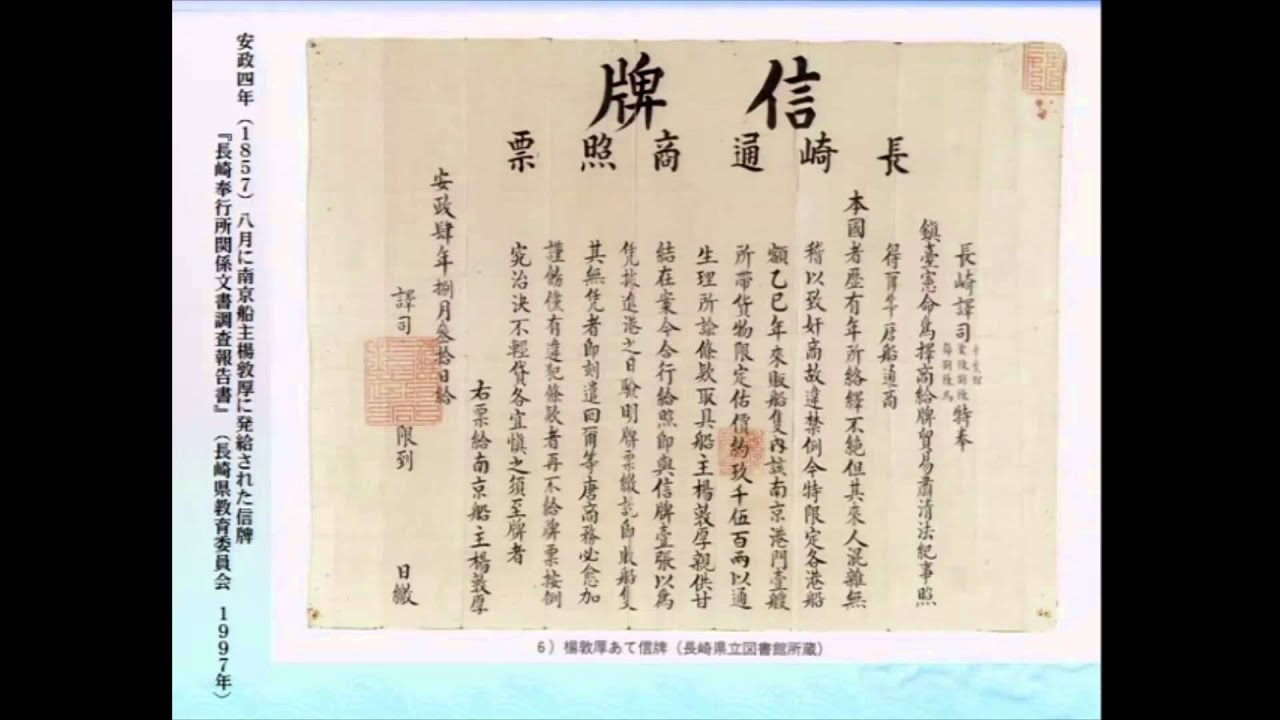 安政四年（1857）八月に南京船主楊敦厚に発給された信牌
『長崎奉行所関係文書調査報告書』（長崎県教育委員会　1997年）
信牌
長崎通商照票
長崎譯司
特奉
鎮臺憲命爲擇商給牌貿易肅清法紀事照
得爾等唐船通商
本國者歷有年所絡繹不絶但其來人混雜無
稽以致奸商故違禁例今特限定各港船
額乙巳年來販船隻内該南京港門壹艘
所帶貨物限定估價約玖千伍百兩以通
生理所諭條款取具船主楊敦厚親供甘
結在案今合行給照即與信牌壹張以爲
凭據進港之日驗明牌票繳訖即收船隻
其無凭者即刻遣回爾等唐商務必愈加
謹飭倘有違犯條款者再不給牌票按例
究治決不輕貸各宜慎之須至牌者
右票給南京船主楊敦厚
安政肆年捌月叁拾日給
譯司
限到　日繳
6）楊敦厚あて信牌（長崎県立図書館所蔵）